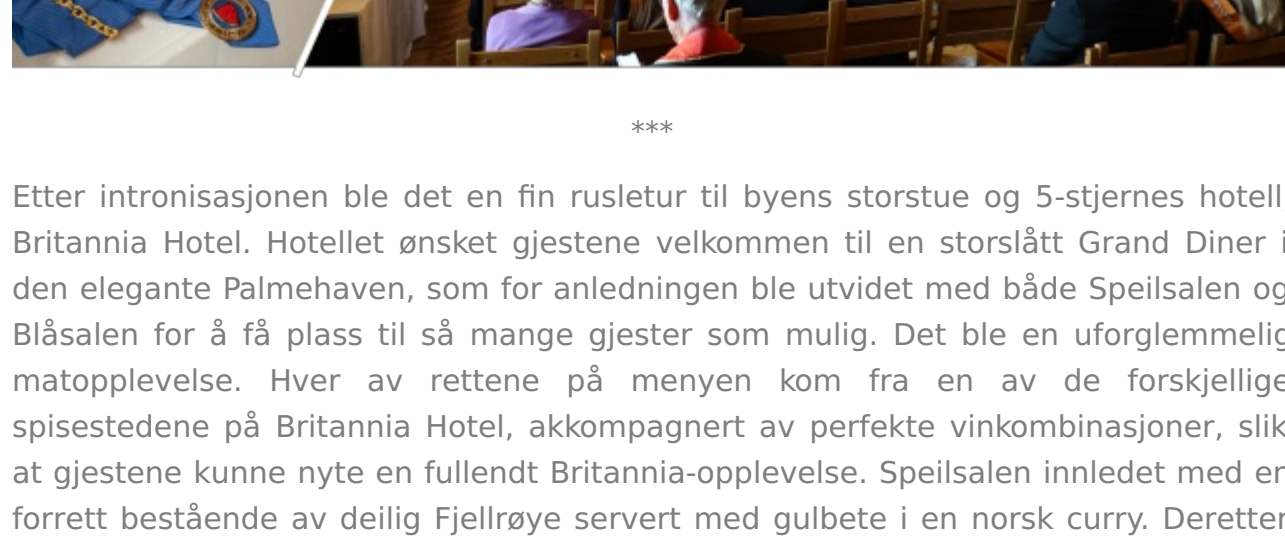 ***
Etter intronisasjonen ble det en fin rusletur til byens storstue og 5-stjernes hotell
Britannia Hotel. Hotellet ønsket gjestene velkommen til en storslått Grand Diner i
den elegante Palmehaven, som for anledningen ble utvidet med både Speilsalen og
Blåsalen for å få plass til så mange gjester som mulig. Det ble en uforglemmelig
matopplevelse. Hver av rettene på menyen kom fra en av de forskjellige
spisestedene på Britannia Hotel, akkompagnert av perfekte vinkombinasjoner, slik
at gjestene kunne nyte en fullendt Britannia-opplevelse. Speilsalen innledet med en
forrett bestående av deilig Fjellrøye servert med gulbete i en norsk curry. Deretter